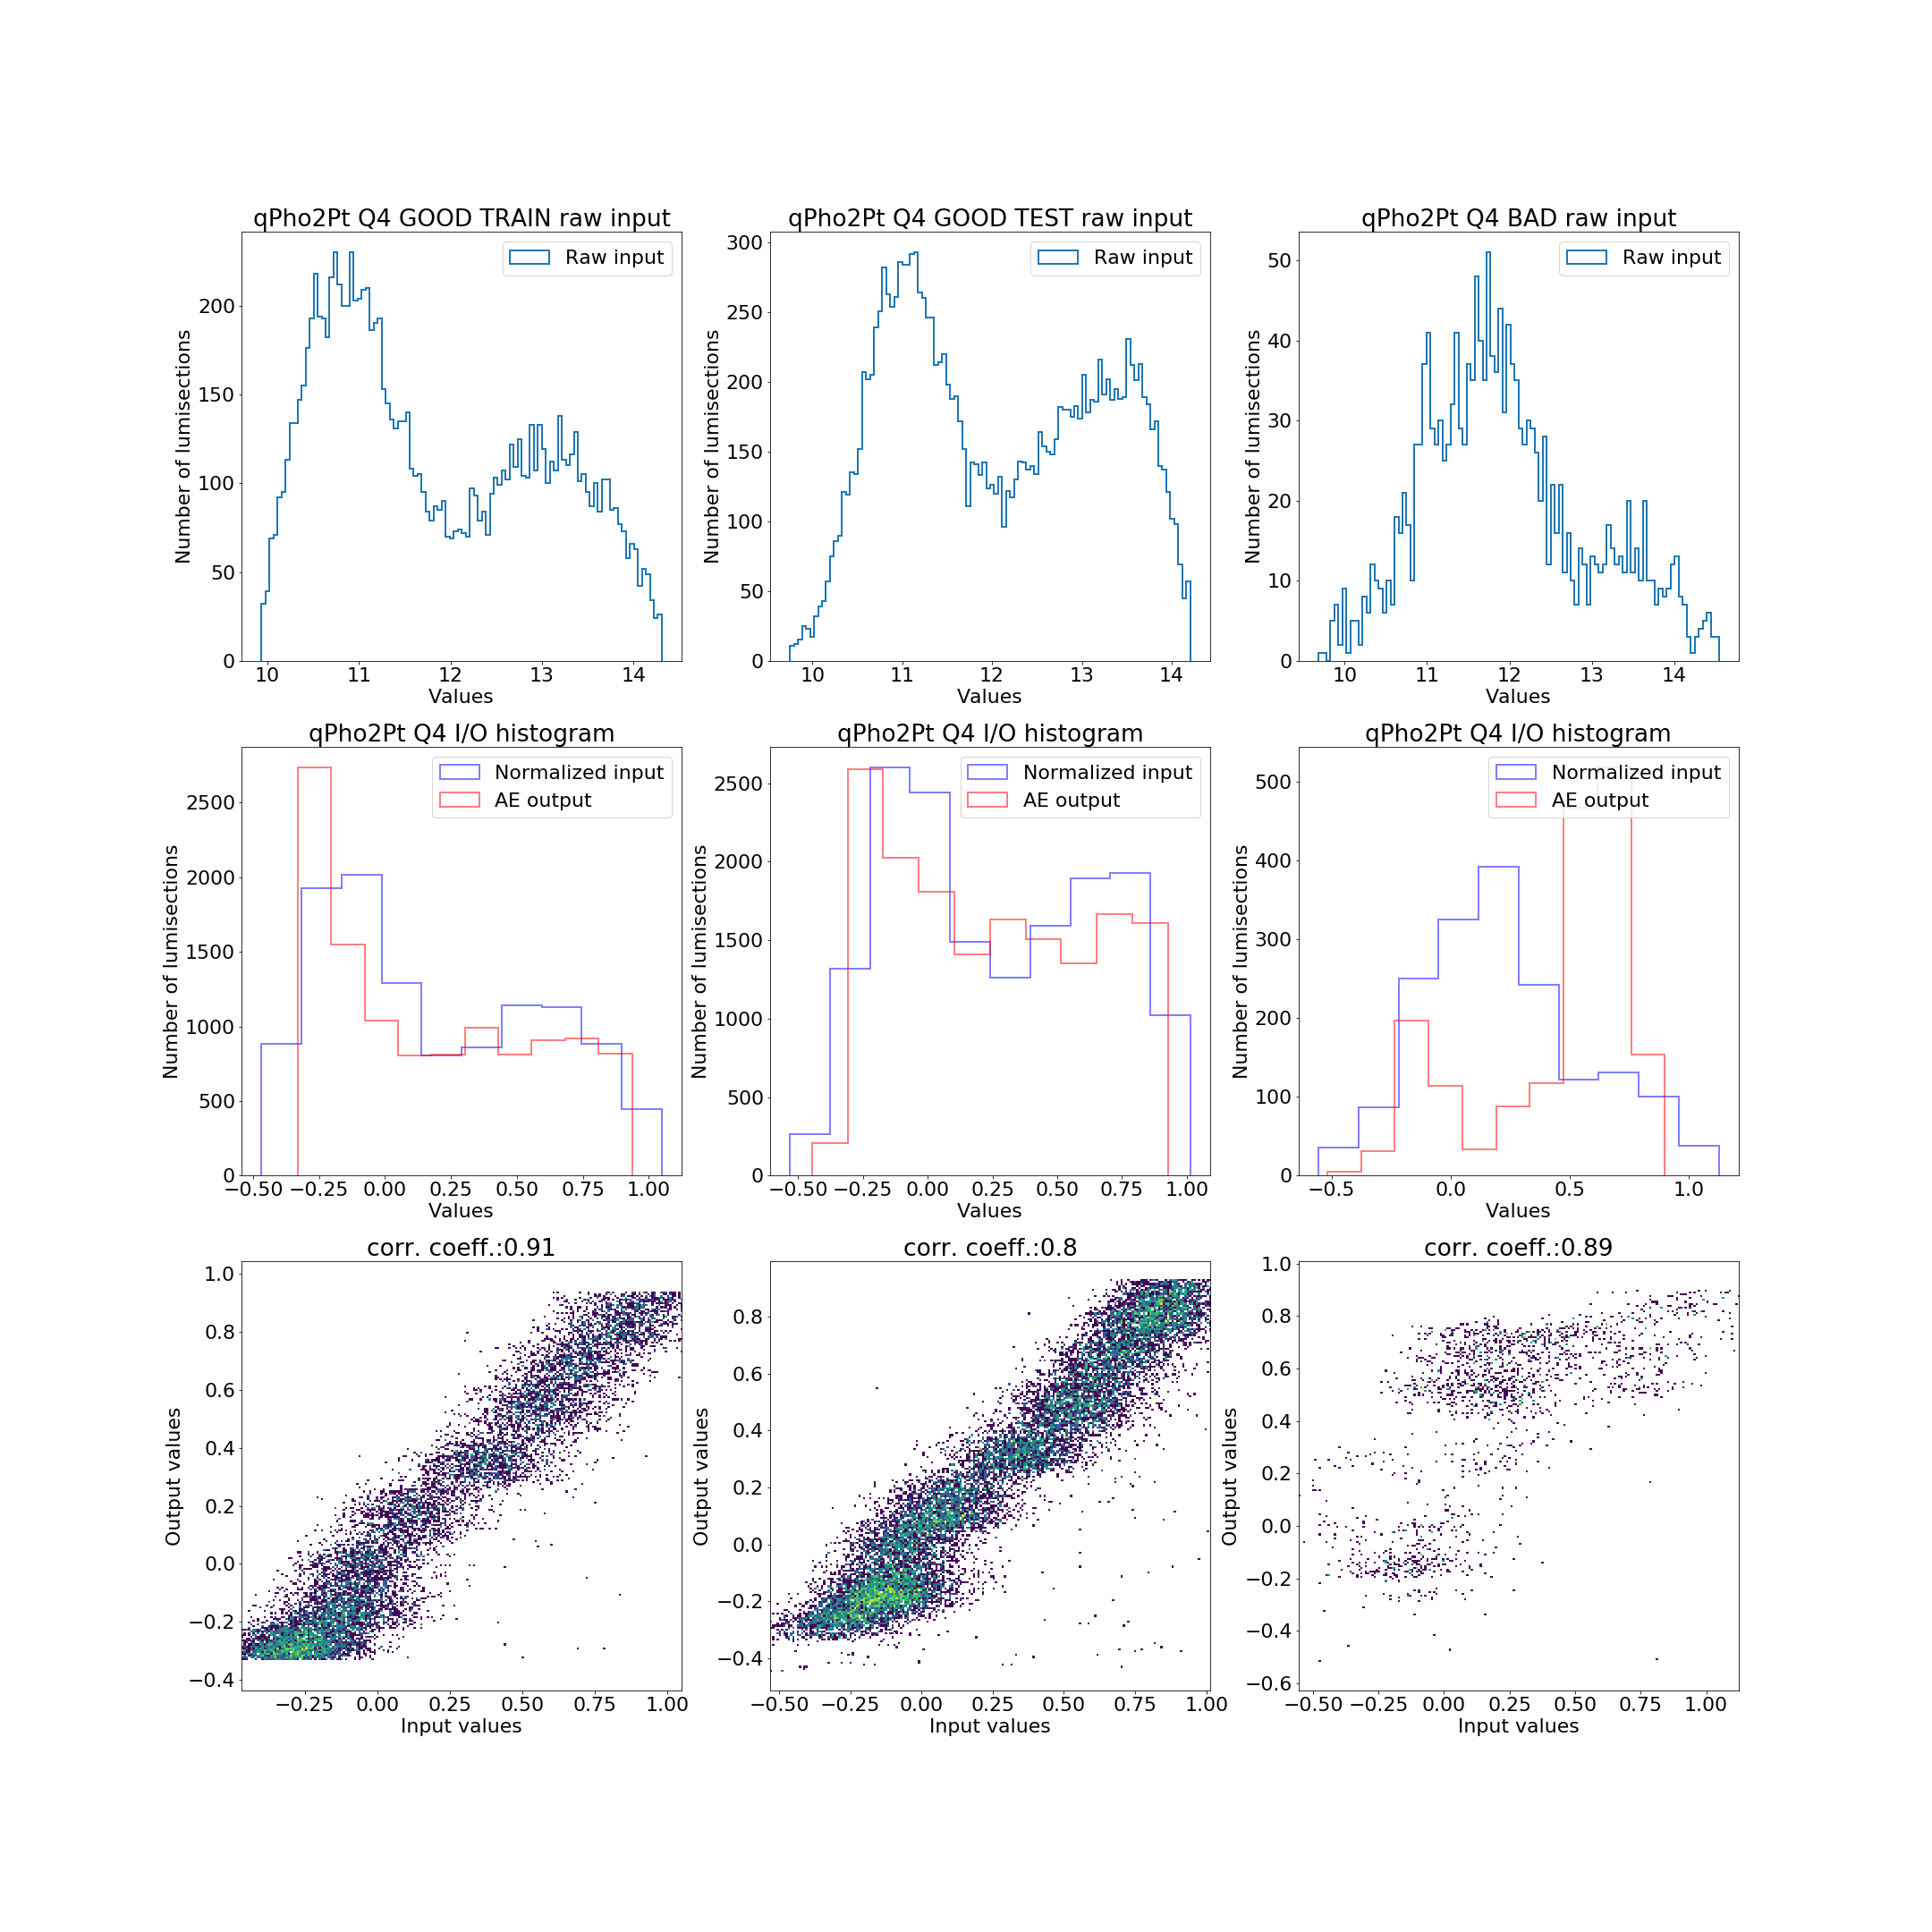 qPho2Pt Q4 GOOD TRAIN raw input
Raw input
Number of lumisections
200
150
100
50
0
10 11 12 13 14
Values
qPho2Pt Q4 GOOD TEST raw input
Raw input
Number of lumisections
300
250
200
150
100
50
0
10 11 12 13 14
Values
qPho2Pt Q4 BAD raw input
Raw input
Number of lumisections
50
40
30
20
10
0
10 11 12 13 14
Values
qPho2Pt Q4 I/O histogram
Normalized input
AE output
Number of lumisections
2500
2000
1500
1000
500
0
−0.50 −0.25 0.00 0.25 0.50 0.75 1.00
Values
qPho2Pt Q4 I/O histogram
Normalized input
AE output
Number of lumisections
2500
2000
1500
1000
500
0
−0.50 −0.25 0.00 0.25 0.50 0.75 1.00
Values
qPho2Pt Q4 I/O histogram
Normalized input
AE output
Number of lumisections
500
400
300
200
100
0
−0.5 0.0 0.5 1.0
Values
corr. coeff.:0.91
Output values
1.0
0.8
0.6
0.4
0.2
0.0
−0.2
−0.4
−0.25 0.00 0.25 0.50 0.75 1.00
Input values
corr. coeff.:0.8
Output values
0.8
0.6
0.4
0.2
0.0
−0.2
−0.4
−0.50 −0.25 0.00 0.25 0.50 0.75 1.00
Input values
corr. coeff.:0.89
Output values
1.0
0.8
0.6
0.4
0.2
0.0
−0.2
−0.4
−0.6
−0.50 −0.25 0.00 0.25 0.50 0.75 1.00
Input values